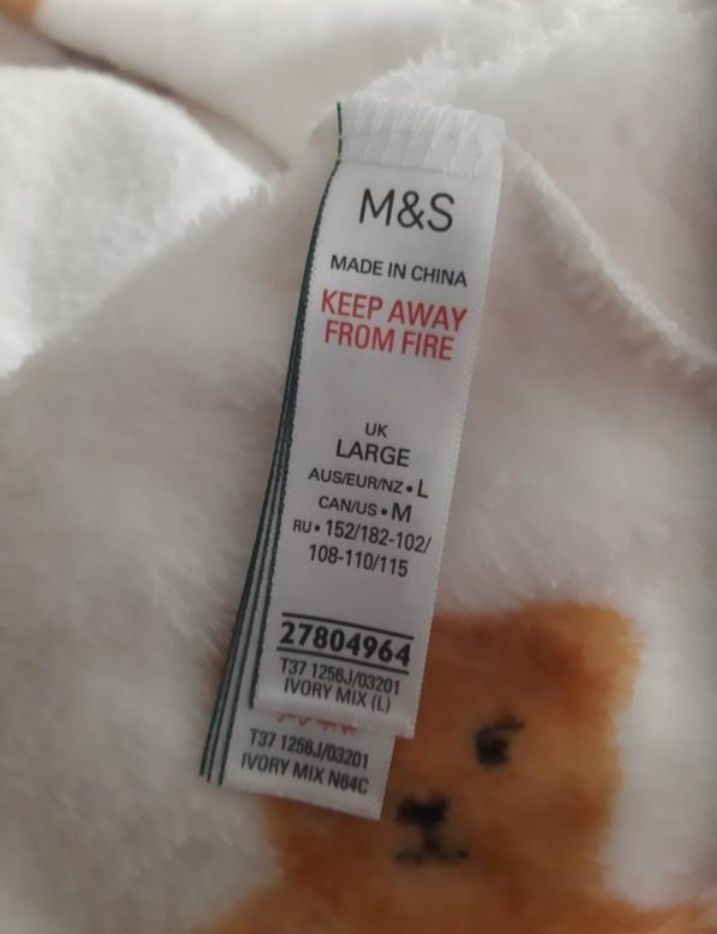 M&S
MADE IN CHINA
KEEP AWAY
FROM FIRE
UK
LARGE
AUS/EUR/NZ • L
CAN/US • M
RU • 152/182-102/
108-110/115
27804964
T37 1256J/03201
IVORY MIX (L)
T37 1256J/03201
IVORY MIX N64C